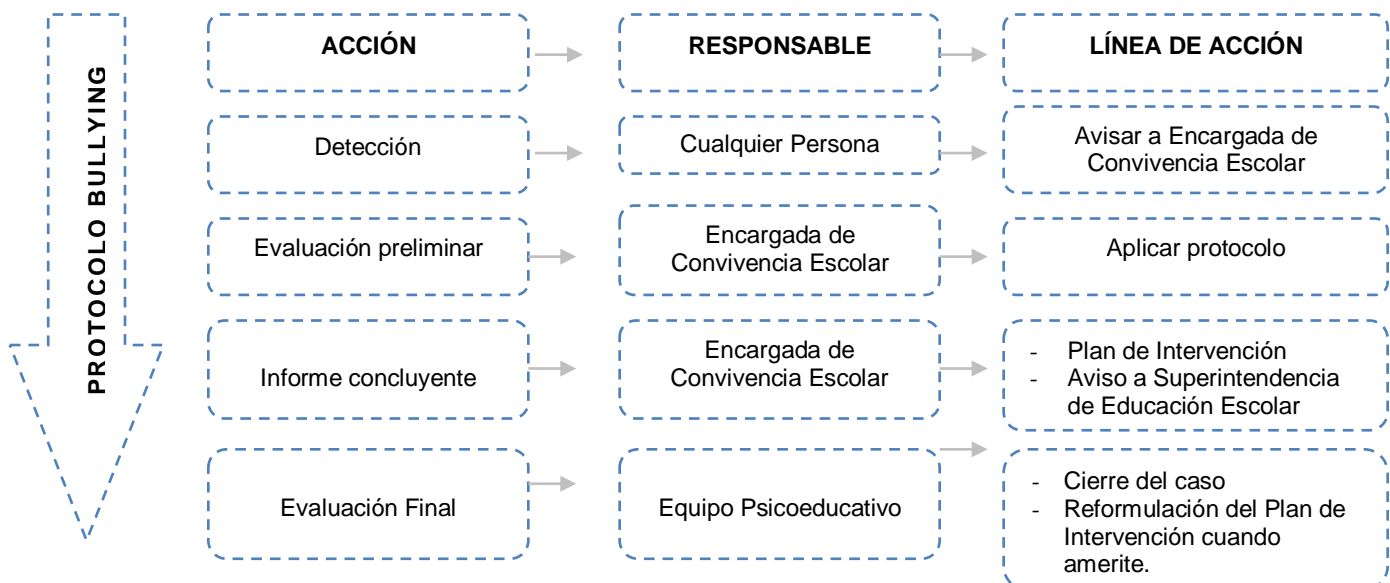 PROTOCOLO BULLYING
ACCIÓN
RESPONSABLE
LÍNEA DE ACCIÓN
Detección
Cualquier Persona
Avisar a Encargada de
Convivencia Escolar
Evaluación preliminar
Encargada de
Convivencia Escolar
Aplicar protocolo
Informe concluyente
Encargada de
Convivencia Escolar
- Plan de Intervención
- Aviso a Superintendencia
de Educación Escolar
Evaluación Final
Equipo Psicoeducativo
- Cierre del caso
- Reformulación del Plan de
Intervención cuando
amerite.